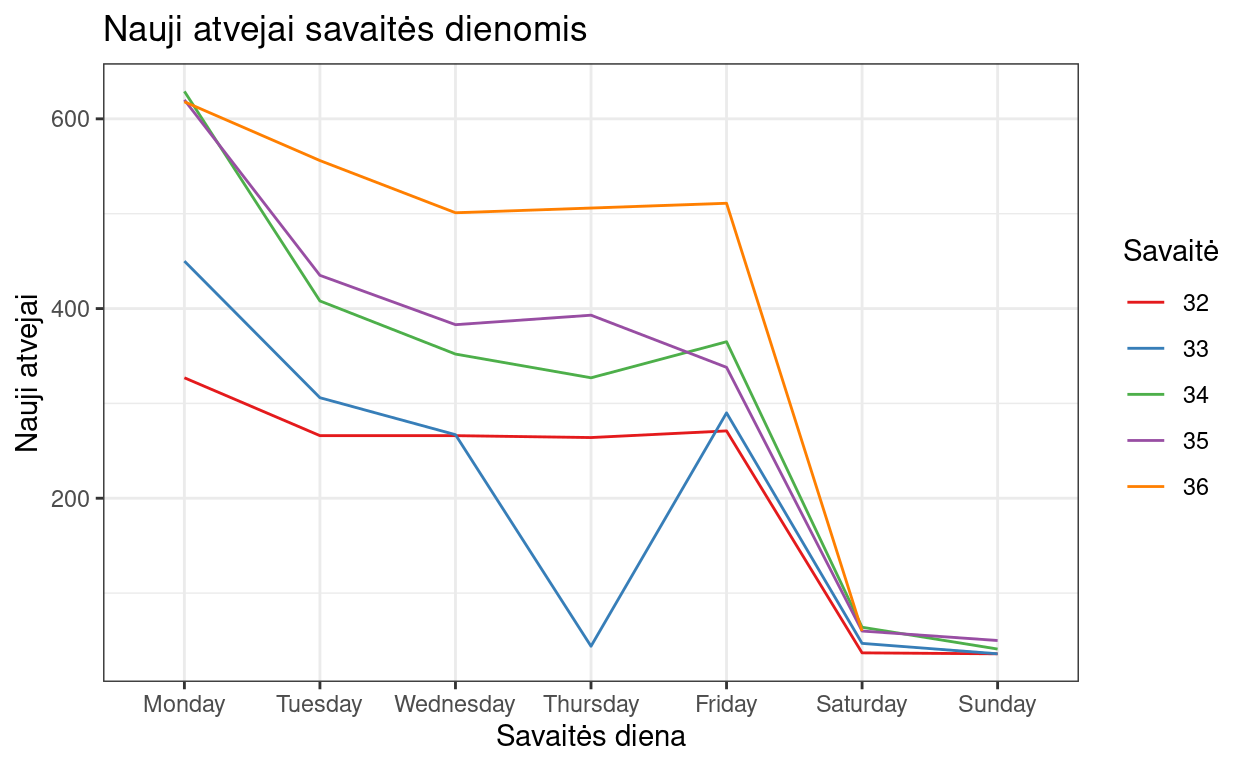 Nauji atvejai savaitės dienomis
Nauji atvejai
600
400
200
Monday Tuesday Wednesday Thursday Friday Saturday Sunday
Savaitės diena
Savaitė
32
33
34
35
36